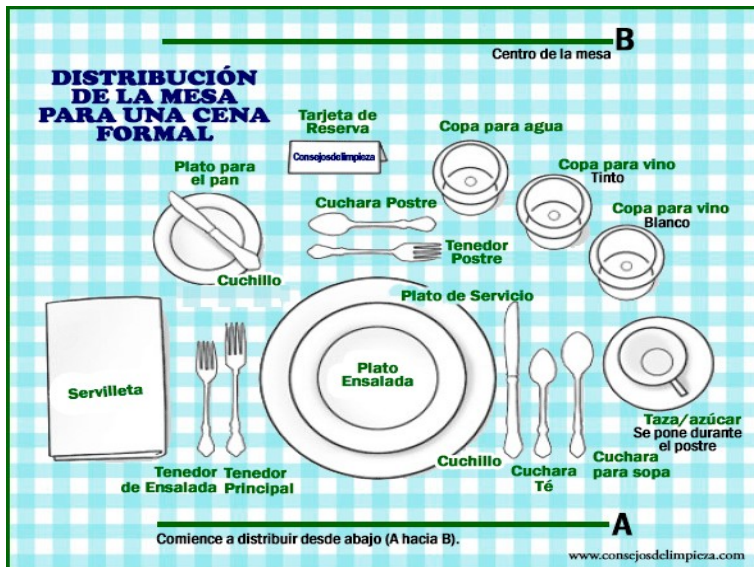 B
Centro de la mesa
DISTRIBUCIÓN
DE LA MESA
PARA UNA CENA
FORMAL
Tarjeta de
Reserva
Consejosdelimpieza
Copa para agua
Plato para
el pan
Copa para vino
Tinto
Cuchara Postre
Copa para vino
Blanco
Tenedor
Postre
Cuchillo
Plato de Servicio
Plato
Ensalada
Servilleta
Taza/azúcar
Se pone durante
el postre
Cuchillo
Cuchara
Té
Cuchara
para sopa
Tenedor
de Ensalada
Tenedor
Principal
A
Comience a distribuir desde abajo (A hacia B).
www.consejosdelimpieza.com